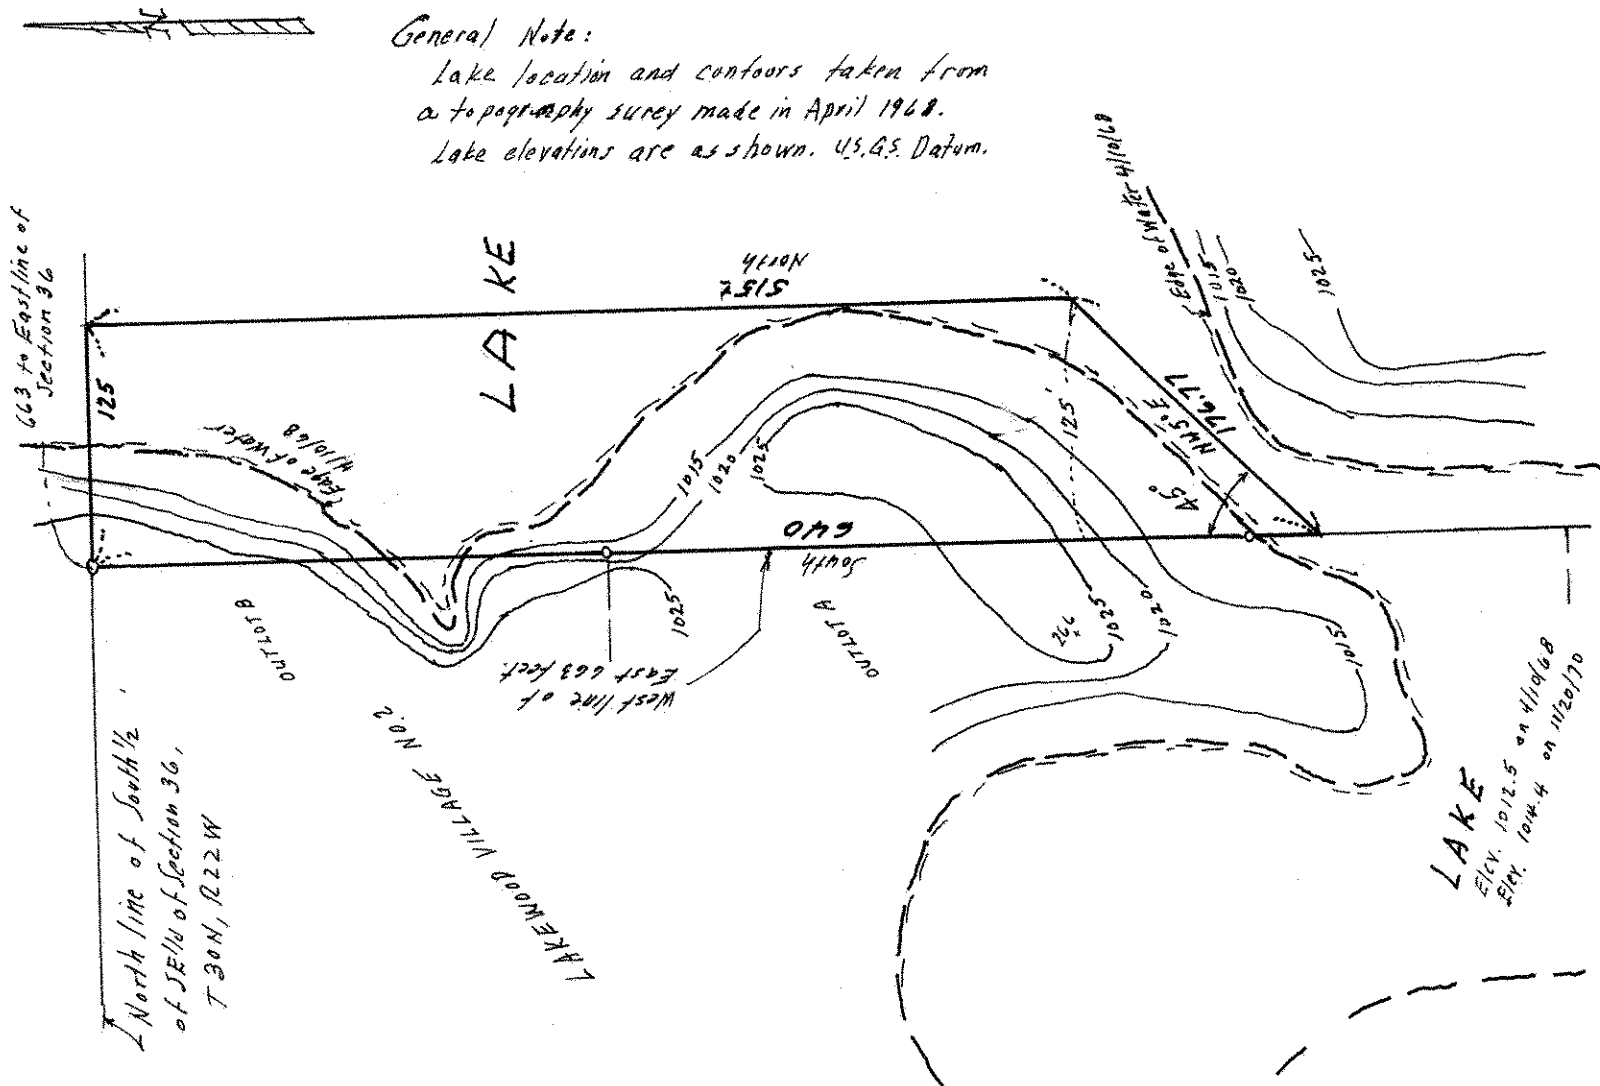 General Note:
Lake location and contours taken from
a topography surey made in April 1968.
Lake elevations are as shown. U.S.G.S. Datum.
663 to East line of
Section 36
125
LAKE
North
515±
Edge of Water 4/10/68
1015
1020
1025
Edge of Water
4/10/68
1015
1020
1025
125'
N45°E
176.77
45°
640
South
OUTLOT B
1025
West line of
East 663 feet.
OUTLOT A
266
+
1025
1020
1015
LAKEWOOD VILLAGE NO. 2
North line of South 1/2
of SE1/4 of Section 36,
T30N, R22W
LAKE
Elev. 1012.5 on 4/10/68
Elev. 1014.4 on 11/20/70